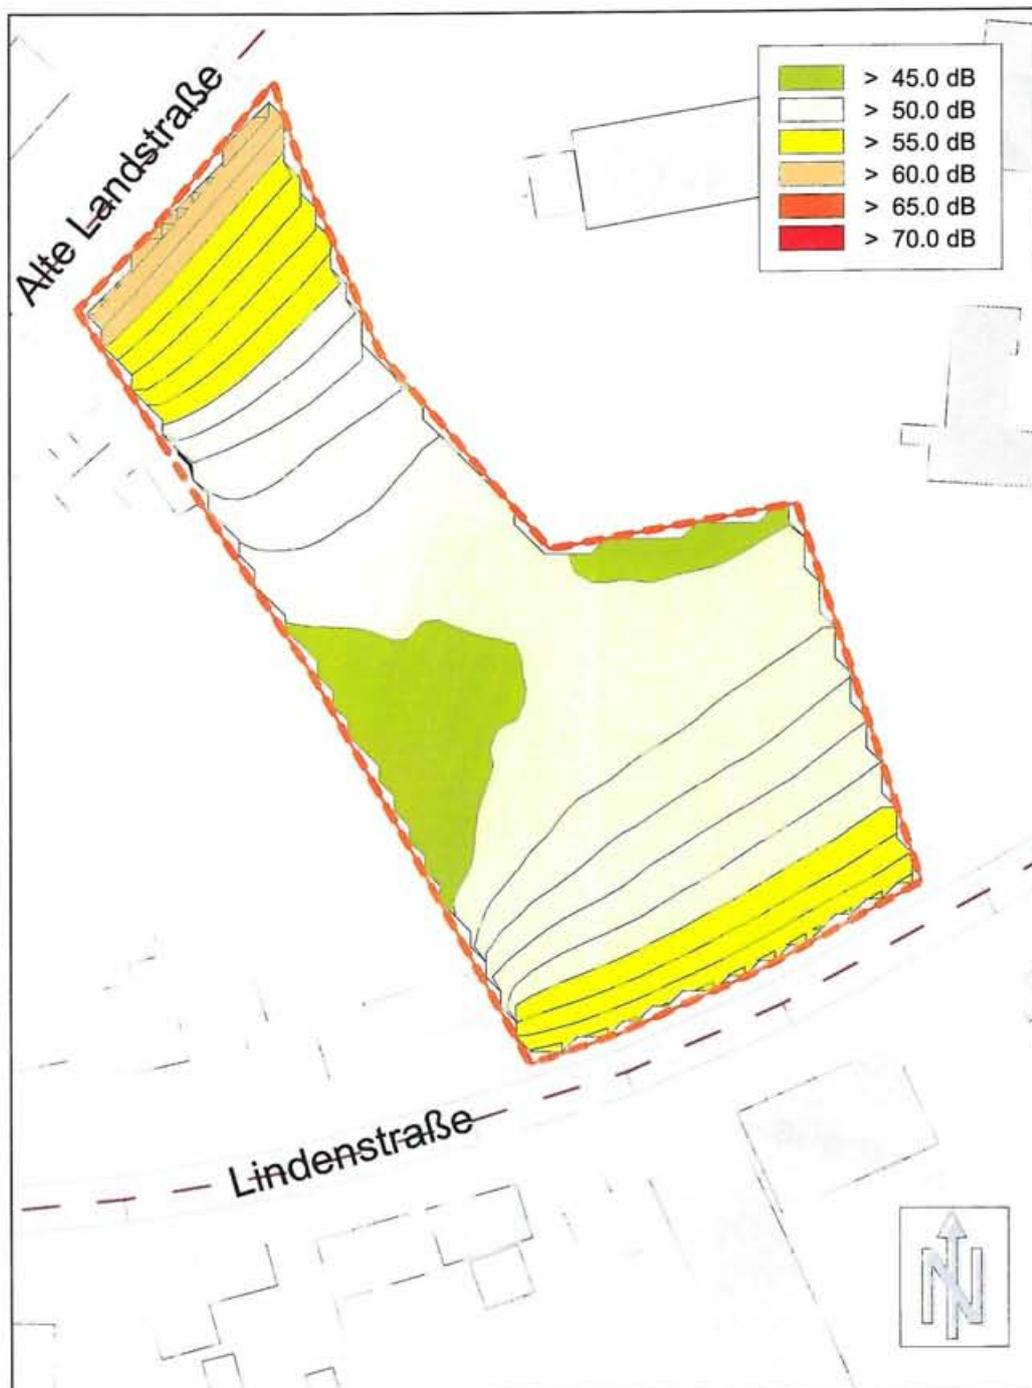 Alte Landstraße
> 45.0 dB
> 50.0 dB
> 55.0 dB
> 60.0 dB
> 65.0 dB
> 70.0 dB
Lindenstraße
N